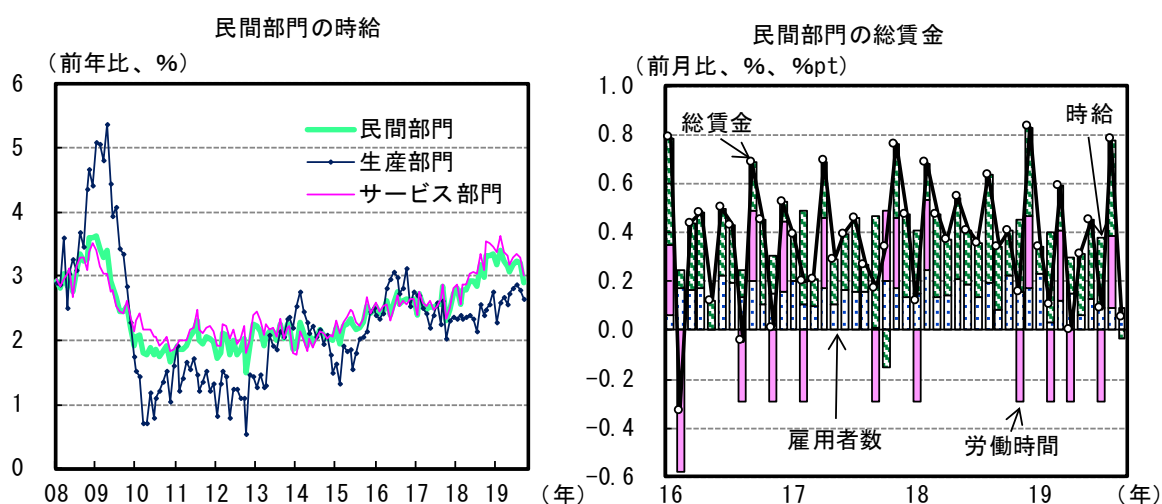 民間部門の時給
（前年比、％）
6
5
4
3
2
1
0
民間部門
生産部門
サービス部門
08 09 10 11 12 13 14 15 16 17 18 19 （年）
民間部門の総賃金
（前月比、％、％pt）
1.0
0.8
0.6
0.4
0.2
0.0
-0.2
-0.4
-0.6
総賃金
時給
雇用者数
労働時間
16 17 18 19 （年）